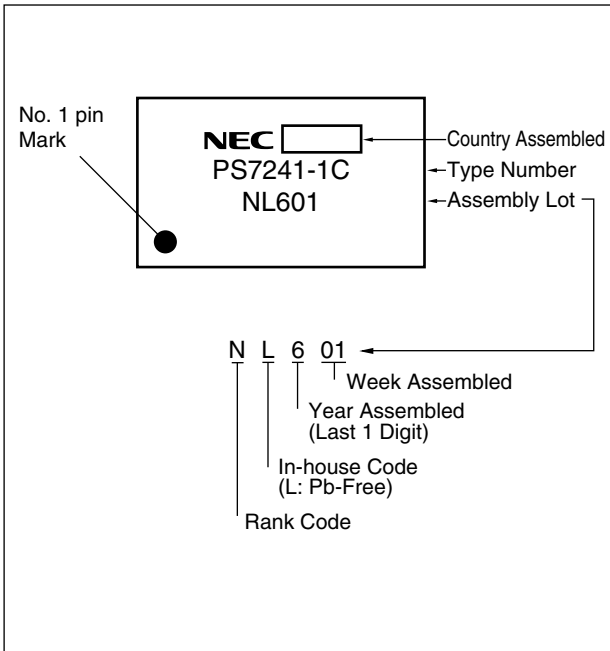 No. 1 pin
Mark
NEC
Country Assembled
PS7241-1C
Type Number
NL601
Assembly Lot
N L 6 01
Week Assembled
Year Assembled
(Last 1 Digit)
In-house Code
(L: Pb-Free)
Rank Code